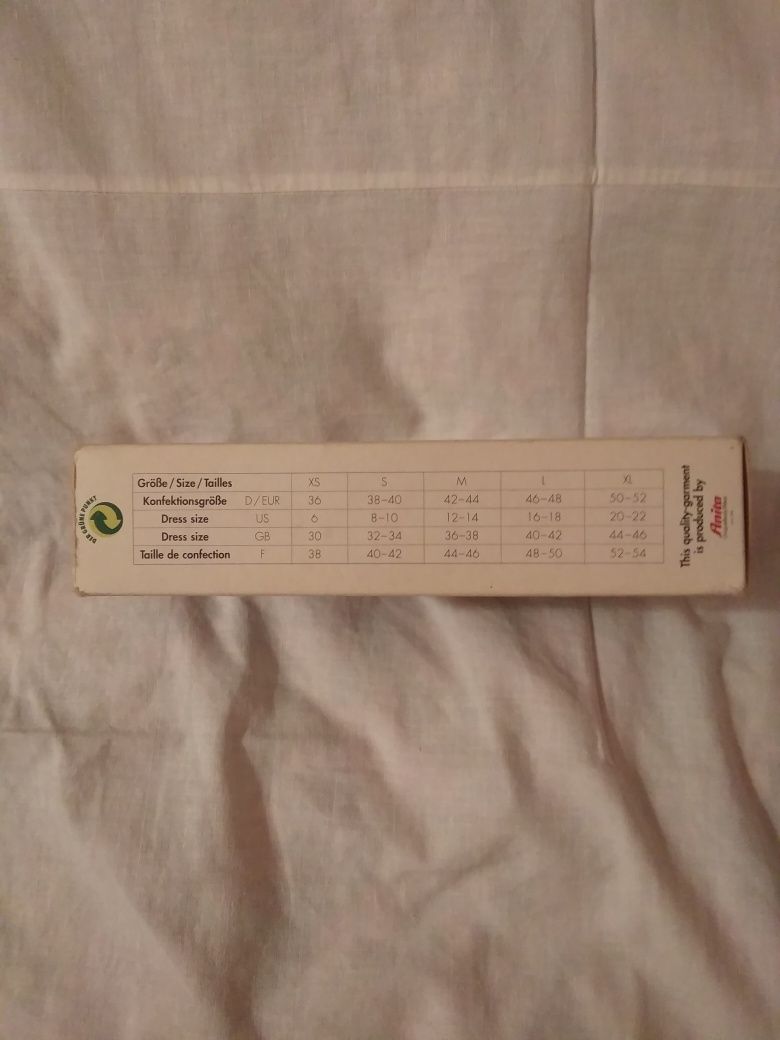 DER GRÜNE PUNKT
Größe / Size / Tailles XS S M L XL
Konfektionsgröße D/EUR 36 38–40 42–44 46–48 50–52
Dress size US 6 8–10 12–14 16–18 20–22
Dress size GB 30 32–34 36–38 40–42 44–46
Taille de confection F 38 40–42 44–46 48–50 52–54
This quality-garment
is produced by
Anita